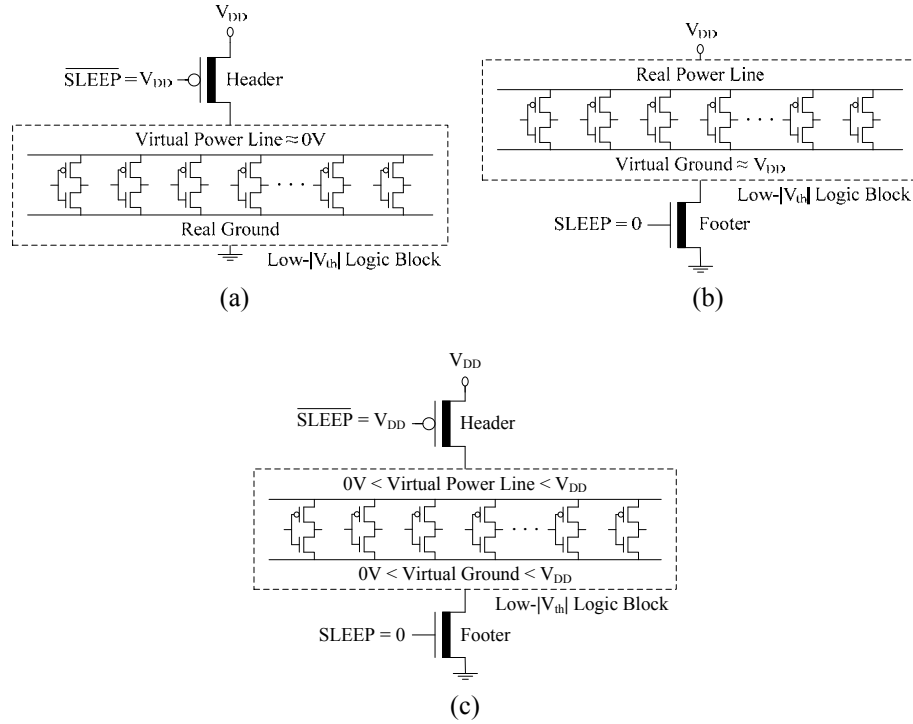 V_DD
SLEEP̅ = V_DD
Header
Virtual Power Line ≈ 0V
. . .
Real Ground
Low-|V_th| Logic Block
(a)
V_DD
Real Power Line
. . .
Virtual Ground ≈ V_DD
Low-|V_th| Logic Block
SLEEP = 0
Footer
(b)
V_DD
S̅L̅E̅E̅P̅ = V_DD
Header
0V < Virtual Power Line < V_DD
. . .
0V < Virtual Ground < V_DD
Low-|V_th| Logic Block
SLEEP = 0
Footer
(c)